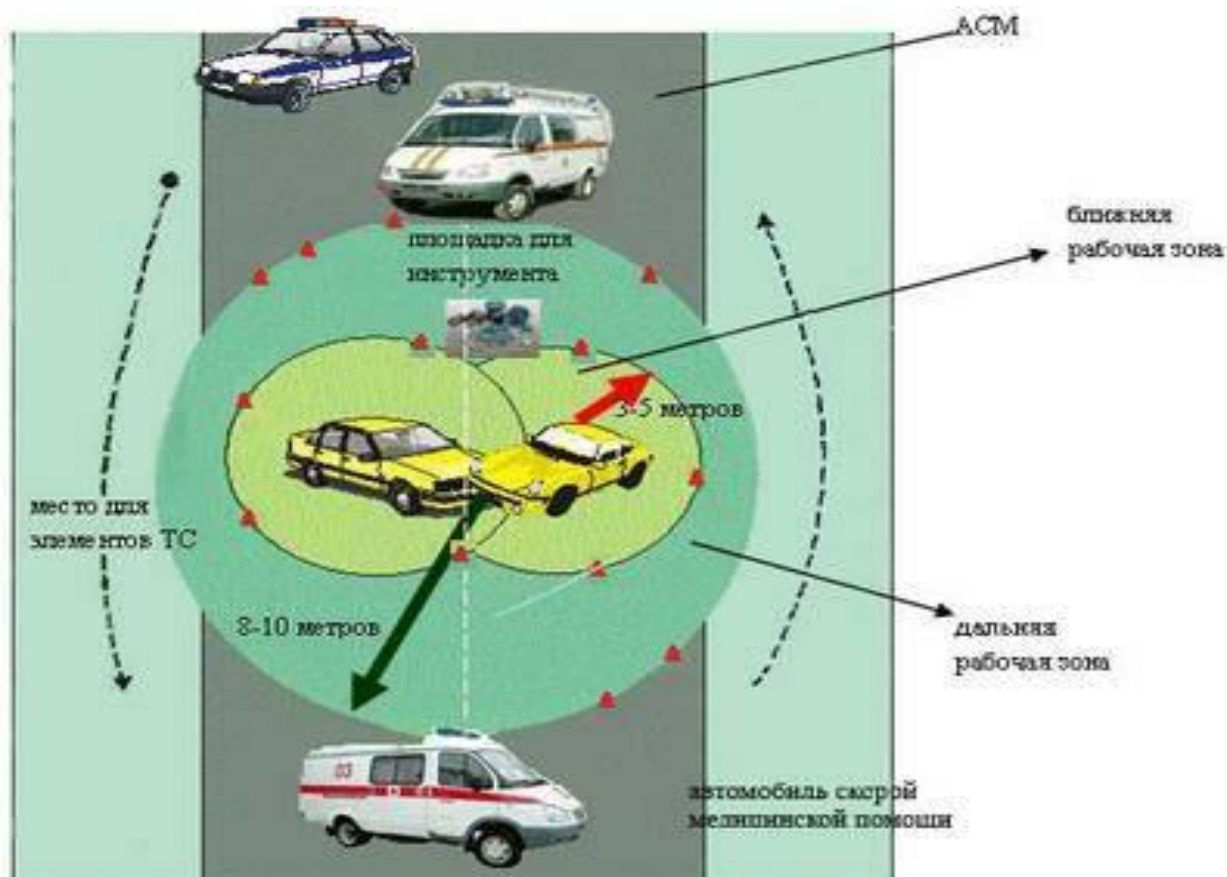 АСМ
ближняя
рабочая зона
площадка для
инструмента
3-5 метров
место для
элементов ТС
8-10 метров
дальняя
рабочая зона
03
автомобиль скорой
медицинской помощи